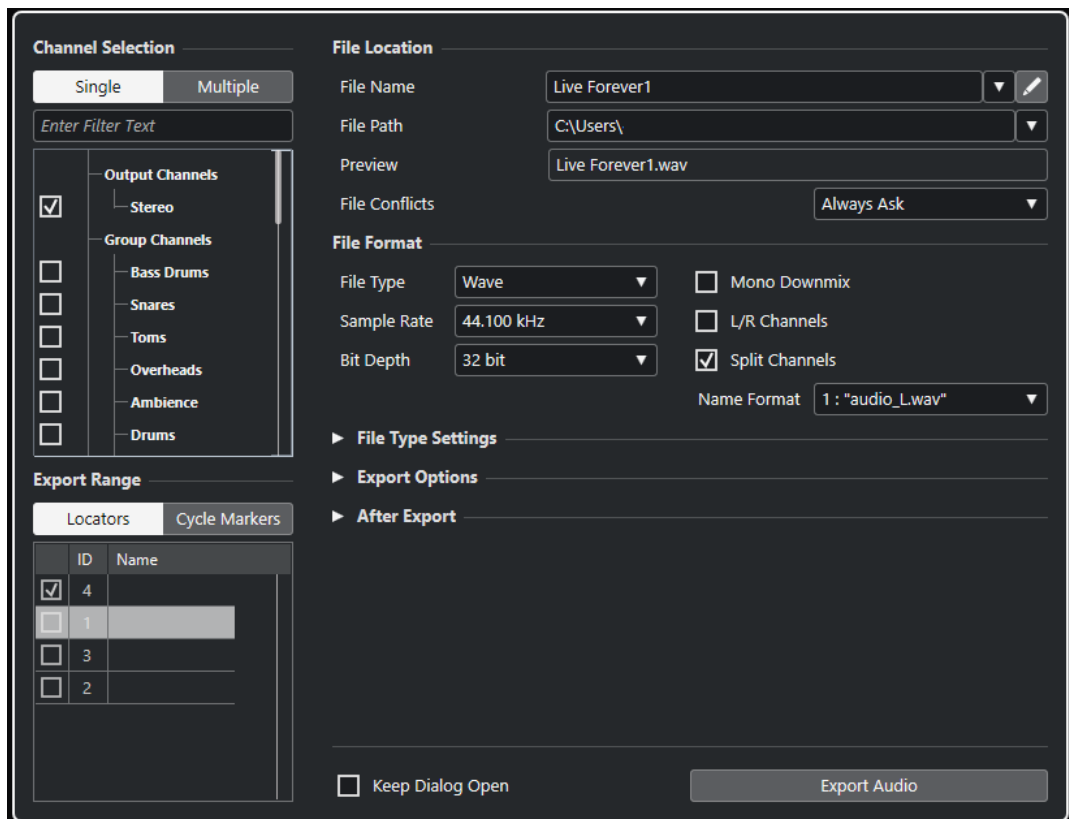 Channel Selection
Single Multiple
Enter Filter Text
Output Channels
Stereo
Group Channels
Bass Drums
Snares
Toms
Overheads
Ambience
Drums
Export Range
Locators Cycle Markers
ID Name
4
1
3
2
File Location
File Name Live Forever1
File Path C:\Users\
Preview Live Forever1.wav
File Conflicts Always Ask
File Format
File Type Wave Mono Downmix
Sample Rate 44.100 kHz L/R Channels
Bit Depth 32 bit Split Channels
Name Format 1 : "audio_L.wav"
File Type Settings
Export Options
After Export
Keep Dialog Open Export Audio